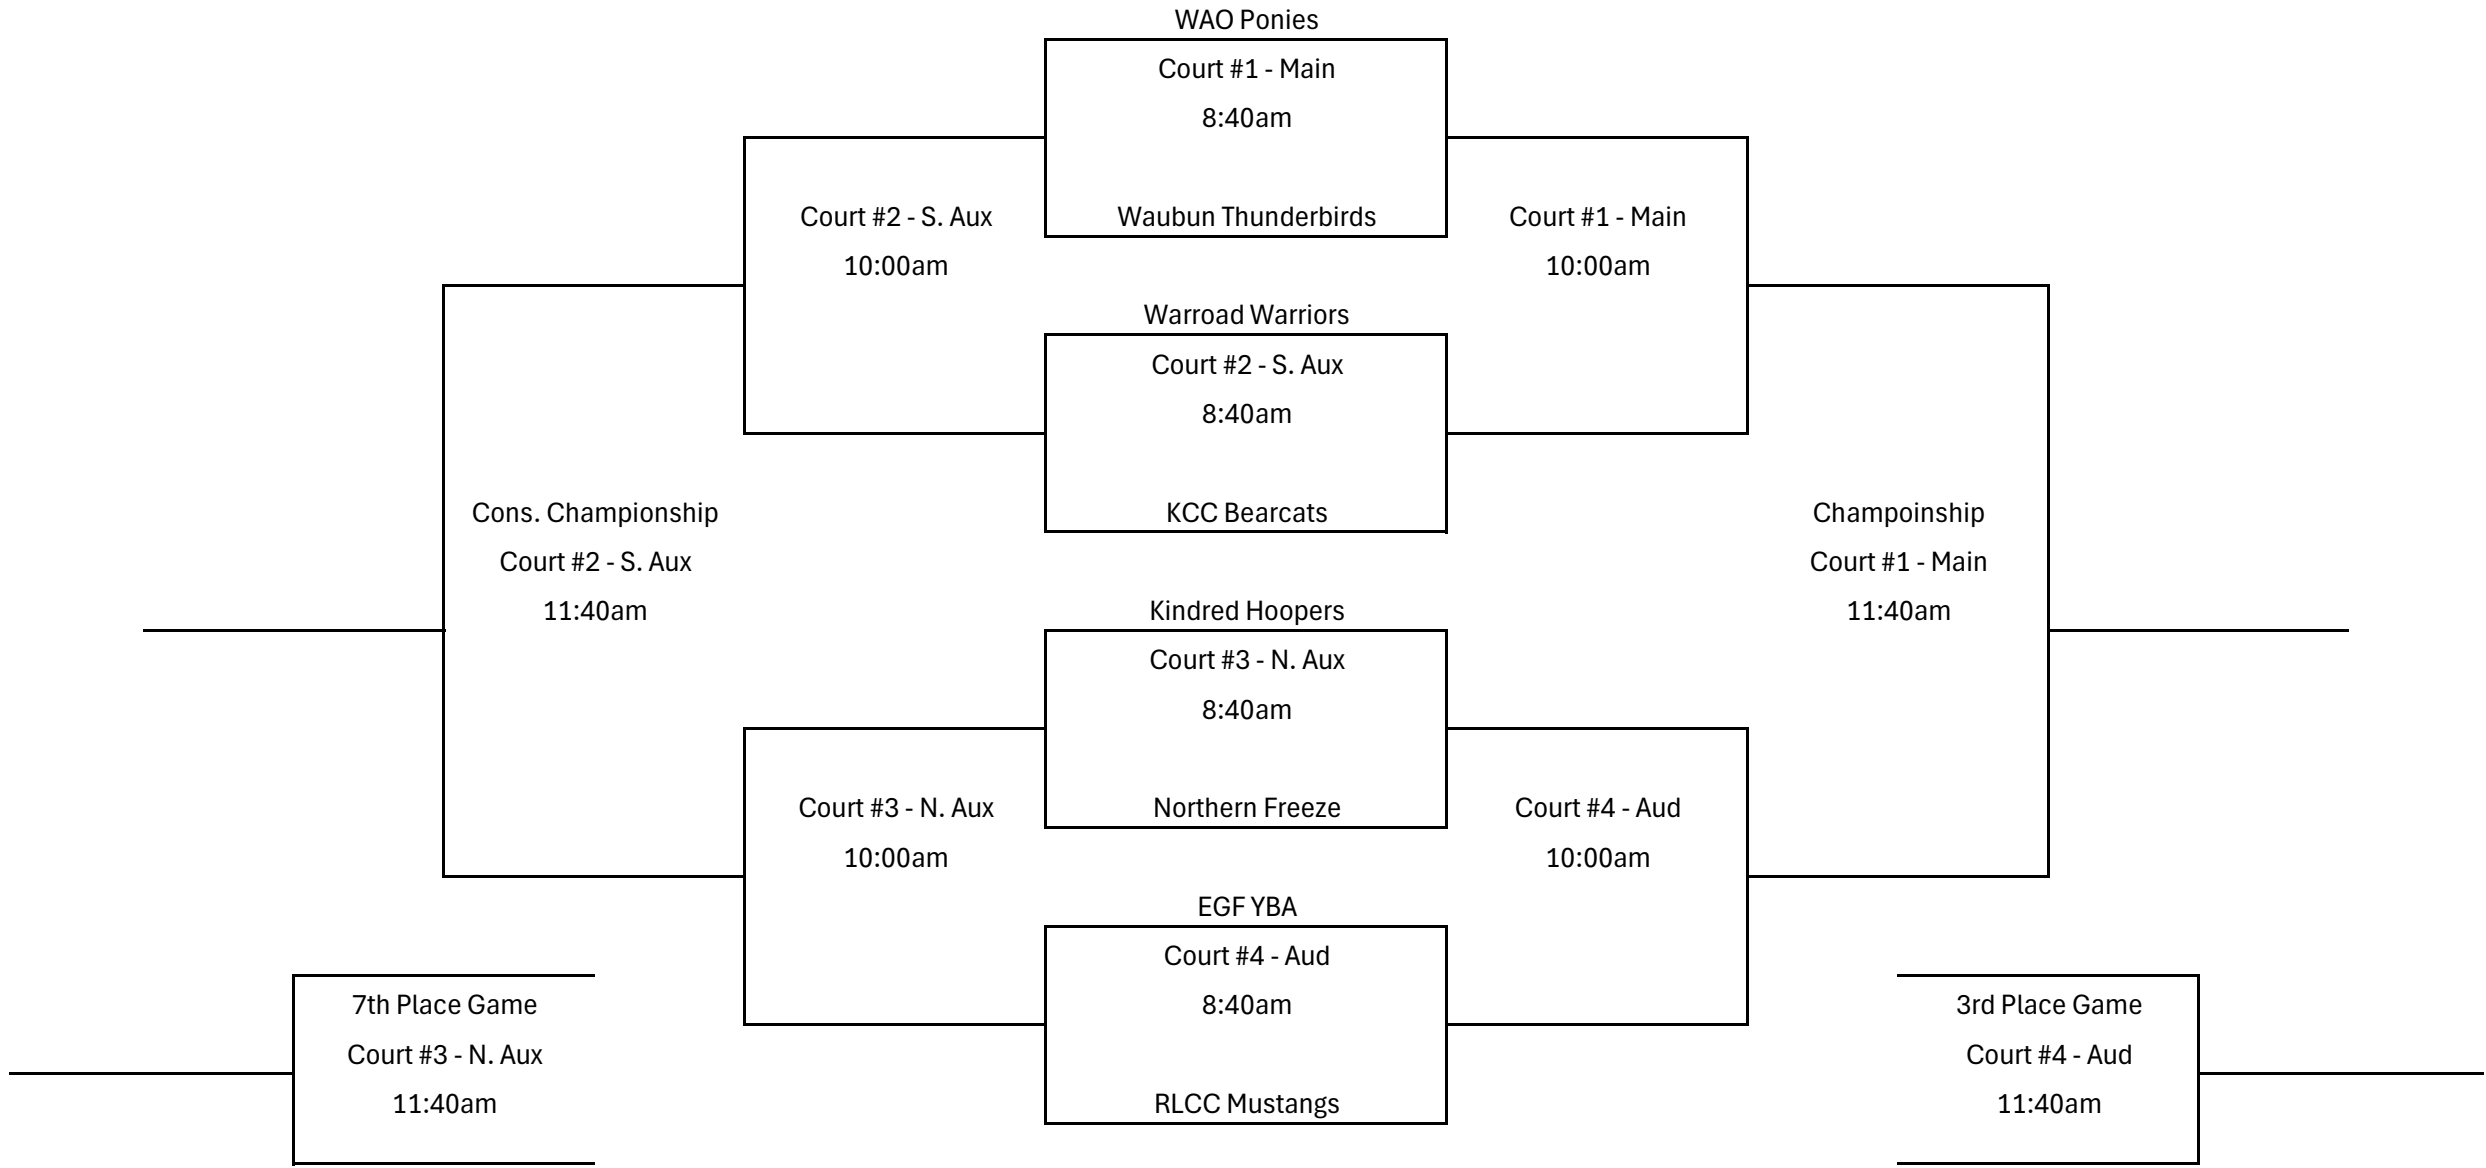 WAO Ponies
Court #1 - Main
8:40am
Waubun Thunderbirds
Court #2 - S. Aux
10:00am
Court #1 - Main
10:00am
Warroad Warriors
Court #2 - S. Aux
8:40am
KCC Bearcats
Cons. Championship
Court #2 - S. Aux
11:40am
Champoinship
Court #1 - Main
11:40am
Kindred Hoopers
Court #3 - N. Aux
8:40am
Northern Freeze
Court #3 - N. Aux
10:00am
Court #4 - Aud
10:00am
EGF YBA
Court #4 - Aud
8:40am
RLCC Mustangs
7th Place Game
Court #3 - N. Aux
11:40am
3rd Place Game
Court #4 - Aud
11:40am